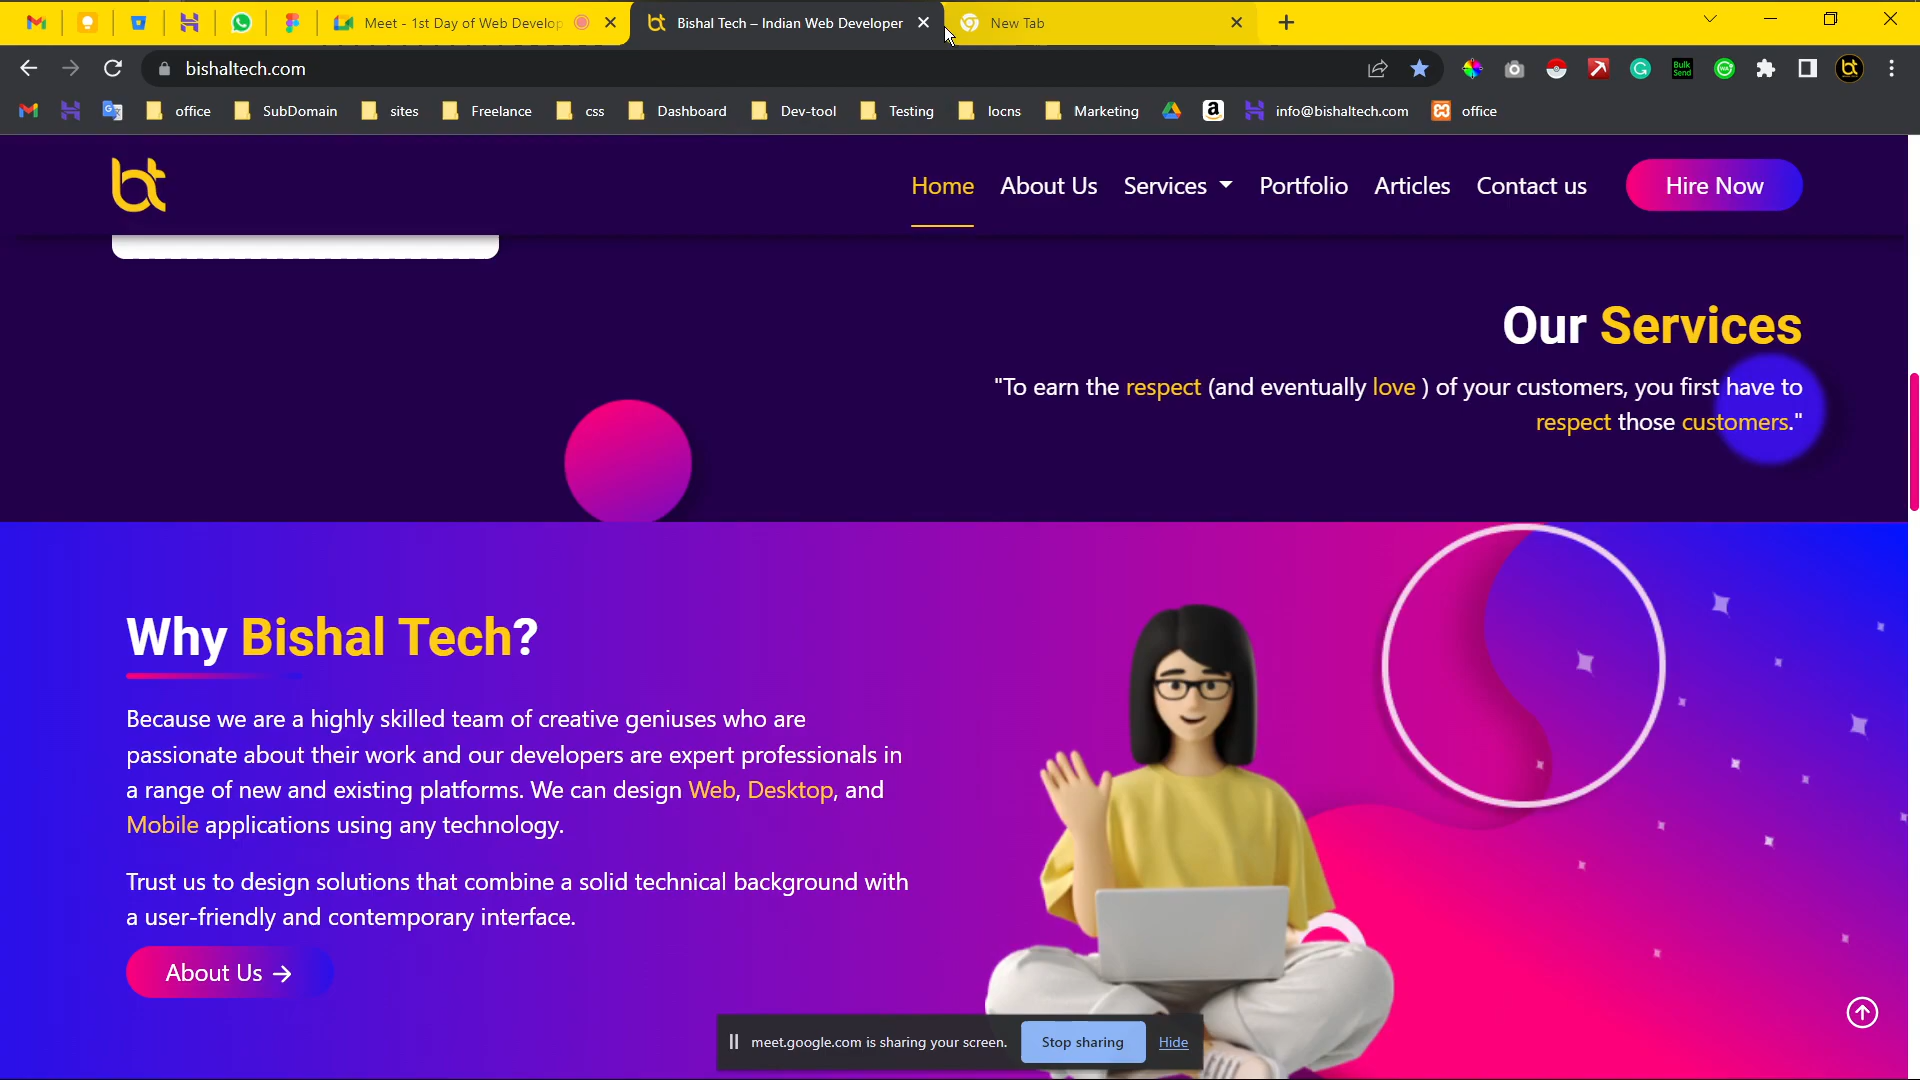 Meet - 1st Day of Web Develop
Bishal Tech – Indian Web Developer
New Tab
bishaltech.com
Bulk
Send
bt
office
SubDomain
sites
Freelance
css
Dashboard
Dev-tool
Testing
locns
Marketing
info@bishaltech.com
office
bt
Home
About Us
Services
Portfolio
Articles
Contact us
Hire Now
Our Services
"To earn the respect (and eventually love ) of your customers, you first have to
respect those customers."
Why Bishal Tech?
Because we are a highly skilled team of creative geniuses who are
passionate about their work and our developers are expert professionals in
a range of new and existing platforms. We can design Web, Desktop, and
Mobile applications using any technology.
Trust us to design solutions that combine a solid technical background with
a user-friendly and contemporary interface.
About Us →
meet.google.com is sharing your screen.
Stop sharing
Hide